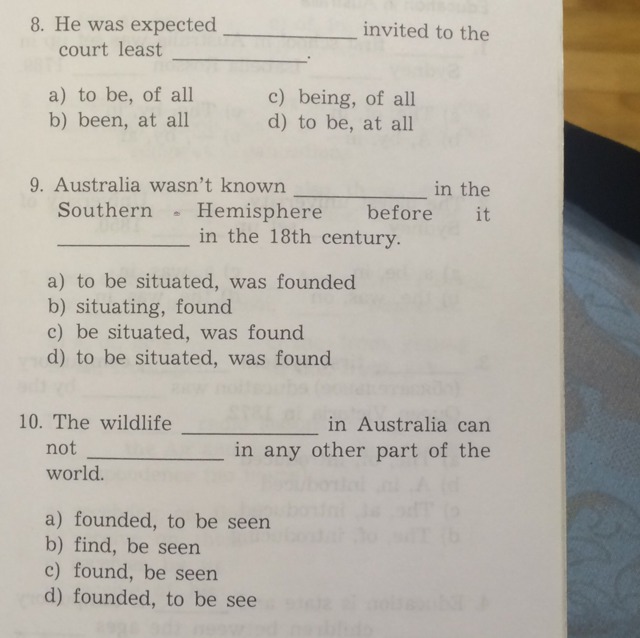 8. He was expected ____________ invited to the
court least ____________.
a) to be, of all
c) being, of all
b) been, at all
d) to be, at all
9. Australia wasn't known ____________ in the
Southern - Hemisphere before it
____________ in the 18th century.
a) to be situated, was founded
b) situating, found
c) be situated, was found
d) to be situated, was found
10. The wildlife ____________ in Australia can
not ____________ in any other part of the
world.
a) founded, to be seen
b) find, be seen
c) found, be seen
d) founded, to be see